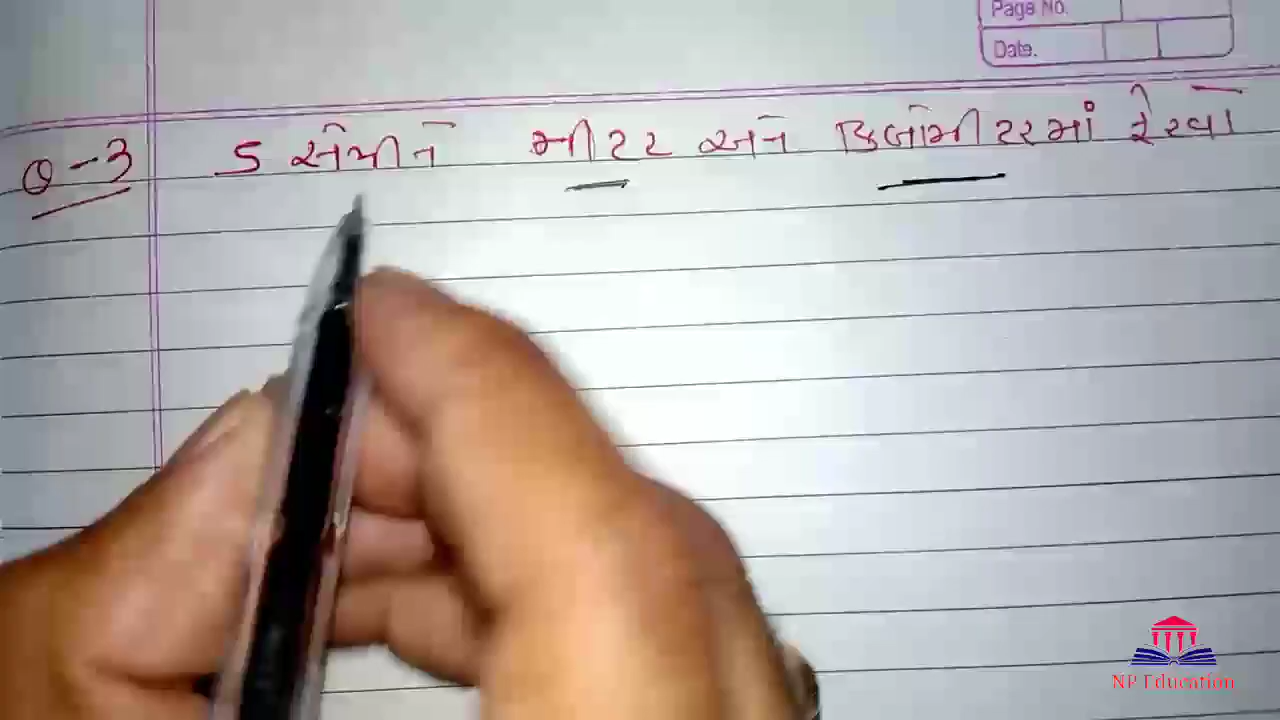 Page No.
Date.
Q-3 5 સેમીને મીટર અને કિલોમીટરમાં ફેરવો
NP Education